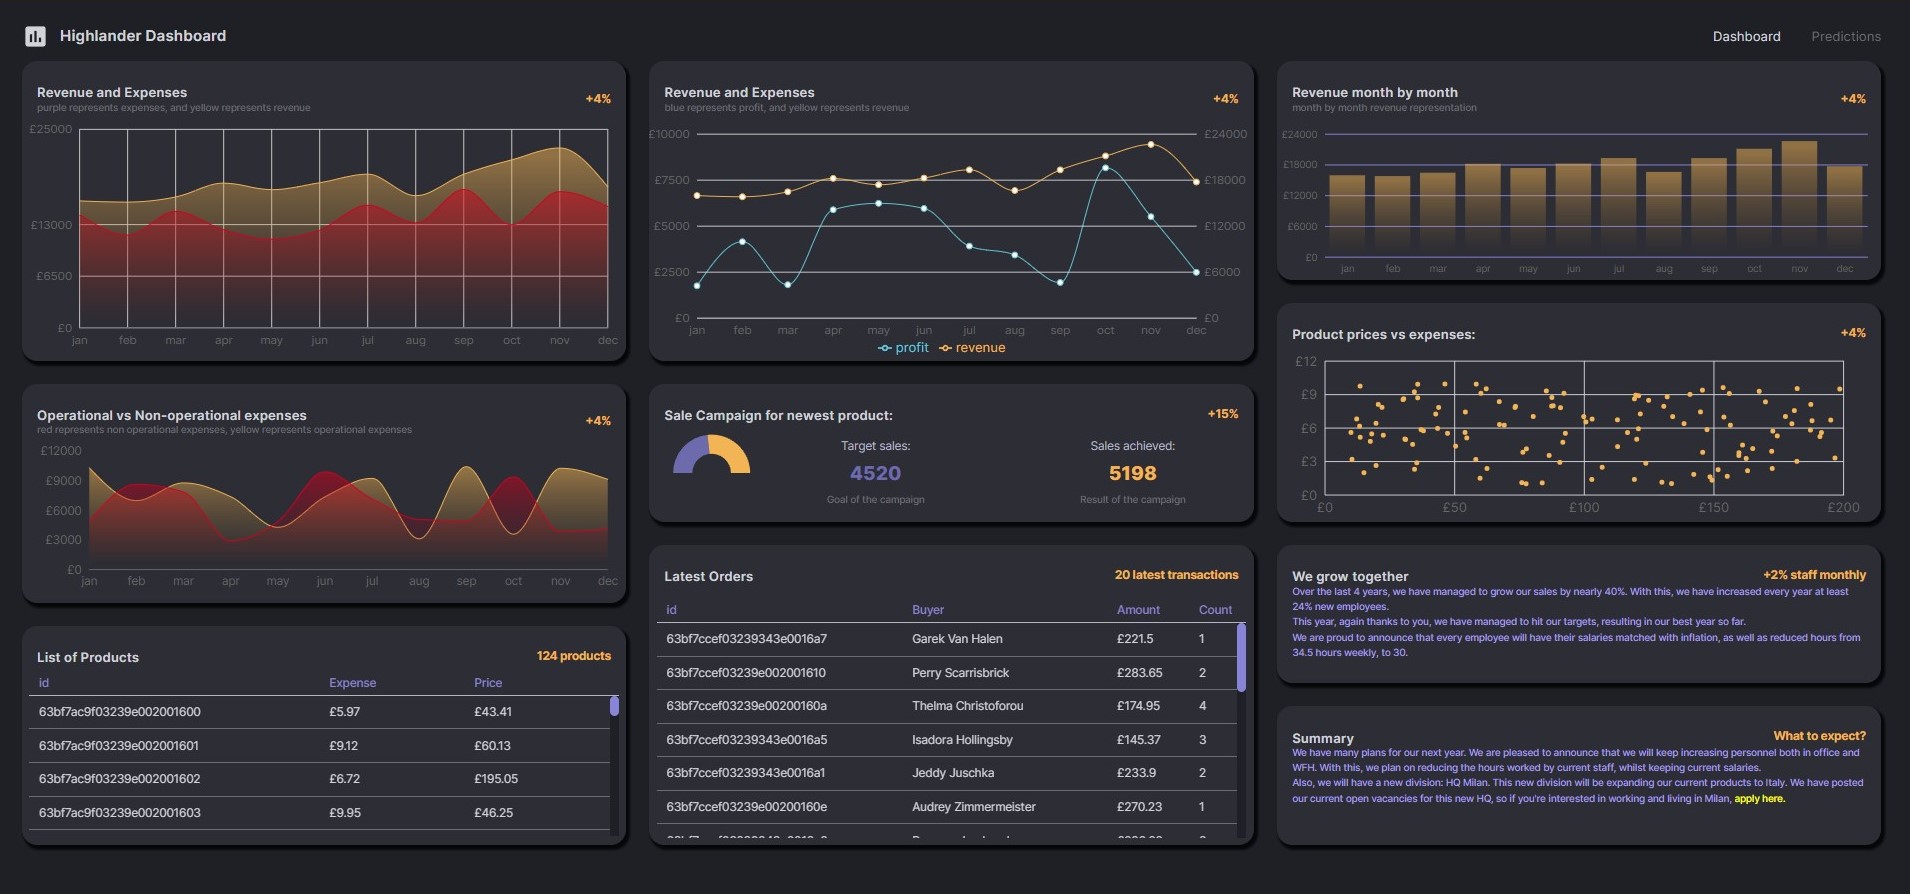 Highlander Dashboard
Dashboard Predictions
Revenue and Expenses
purple represents expenses, and yellow represents revenue
+4%
£25000
£13000
£6500
£0
jan feb mar apr may jun jul aug sep oct nov dec
Operational vs Non-operational expenses
red represents non operational expenses, yellow represents operational expenses
+4%
£12000
£9000
£6000
£3000
£0
jan feb mar apr may jun jul aug sep oct nov dec
List of Products
124 products
id Expense Price
63bf7ac9f03239e002001600 £5.97 £43.41
63bf7ac9f03239e002001601 £9.12 £60.13
63bf7ac9f03239e002001602 £6.72 £195.05
63bf7ac9f03239e002001603 £9.95 £46.25
Revenue and Expenses
blue represents profit, and yellow represents revenue
+4%
£10000 £24000
£7500 £18000
£5000 £12000
£2500 £6000
£0 £0
jan feb mar apr may jun jul aug sep oct nov dec
profit revenue
Sale Campaign for newest product:
+15%
Target sales:
4520
Goal of the campaign
Sales achieved:
5198
Result of the campaign
Latest Orders
20 latest transactions
id Buyer Amount Count
63bf7ccef03239343e0016a7 Garek Van Halen £221.5 1
63bf7ccef03239e002001610 Perry Scarrisbrick £283.65 2
63bf7ccef03239e00200160a Thelma Christoforou £174.95 4
63bf7ccef03239343e0016a5 Isadora Hollingsby £145.37 3
63bf7ccef03239343e0016a1 Jeddy Juschka £233.9 2
63bf7ccef03239e00200160e Audrey Zimmermeister £270.23 1
Revenue month by month
month by month revenue representation
+4%
£24000
£18000
£12000
£6000
£0
jan feb mar apr may jun jul aug sep oct nov dec
Product prices vs expenses:
+4%
£12
£9
£6
£3
£0
£0 £50 £100 £150 £200
We grow together
+2% staff monthly
Over the last 4 years, we have managed to grow our sales by nearly 40%. With this, we have increased every year at least
24% new employees.
This year, again thanks to you, we have managed to hit our targets, resulting in our best year so far.
We are proud to announce that every employee will have their salaries matched with inflation, as well as reduced hours from
34.5 hours weekly, to 30.
Summary
What to expect?
We have many plans for our next year. We are pleased to announce that we will keep increasing personnel both in office and
WFH. With this, we plan on reducing the hours worked by current staff, whilst keeping current salaries.
Also, we will have a new division: HQ Milan. This new division will be expanding our current products to Italy. We have posted
our current open vacancies for this new HQ, so if you're interested in working and living in Milan, apply here.